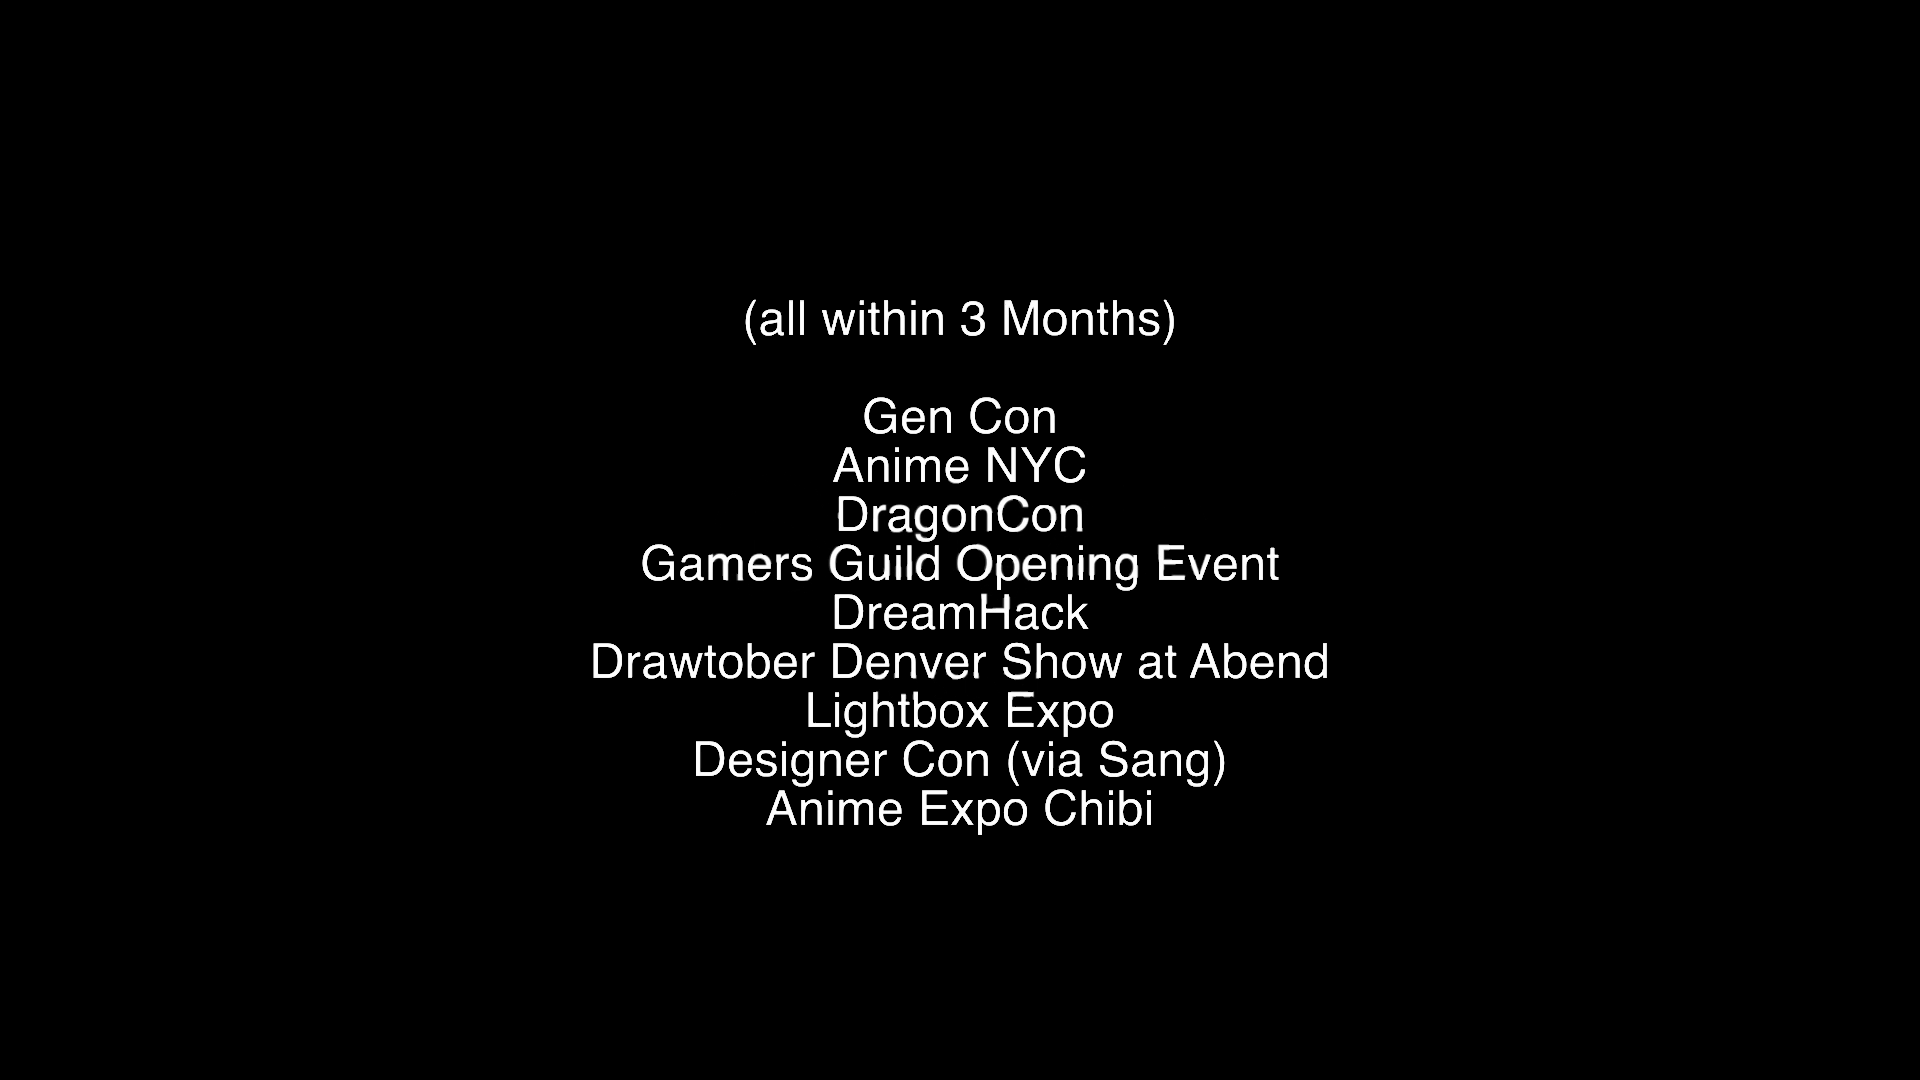 (all within 3 Months)
Gen Con
Anime NYC
DragonCon
Gamers Guild Opening Event
DreamHack
Drawtober Denver Show at Abend
Lightbox Expo
Designer Con (via Sang)
Anime Expo Chibi